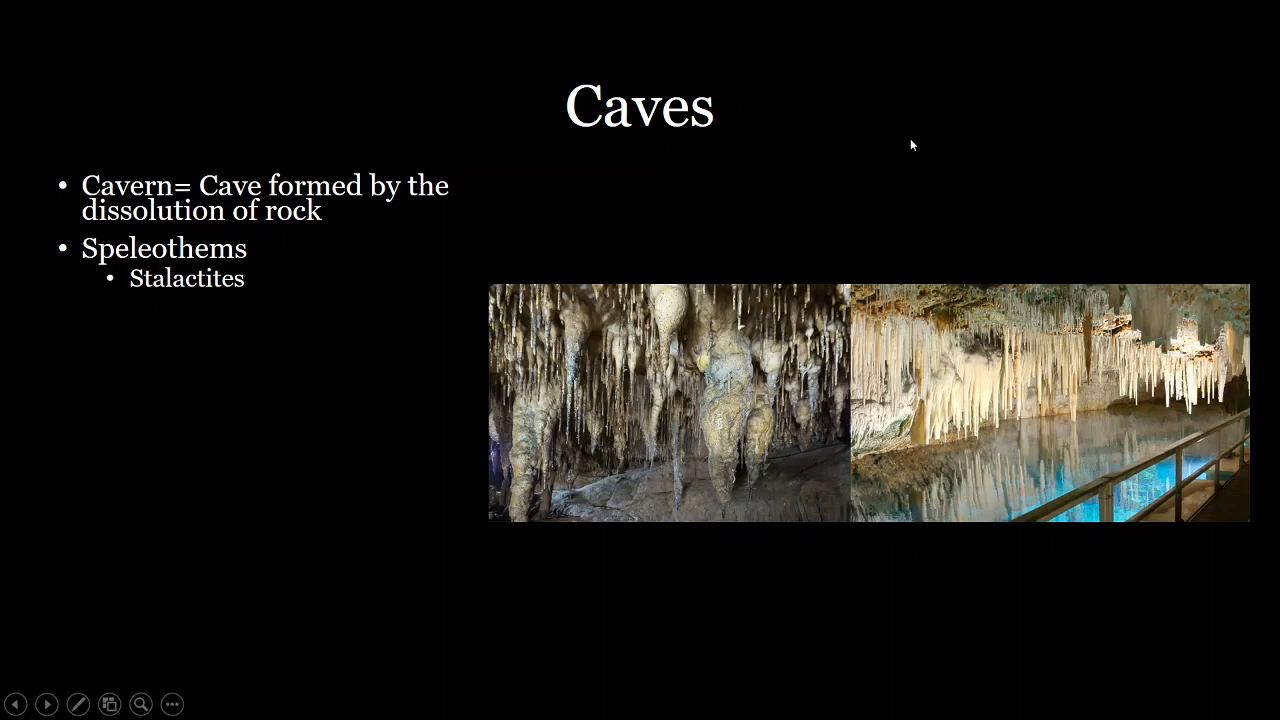 Caves
• Cavern= Cave formed by the
dissolution of rock
• Speleothems
• Stalactites